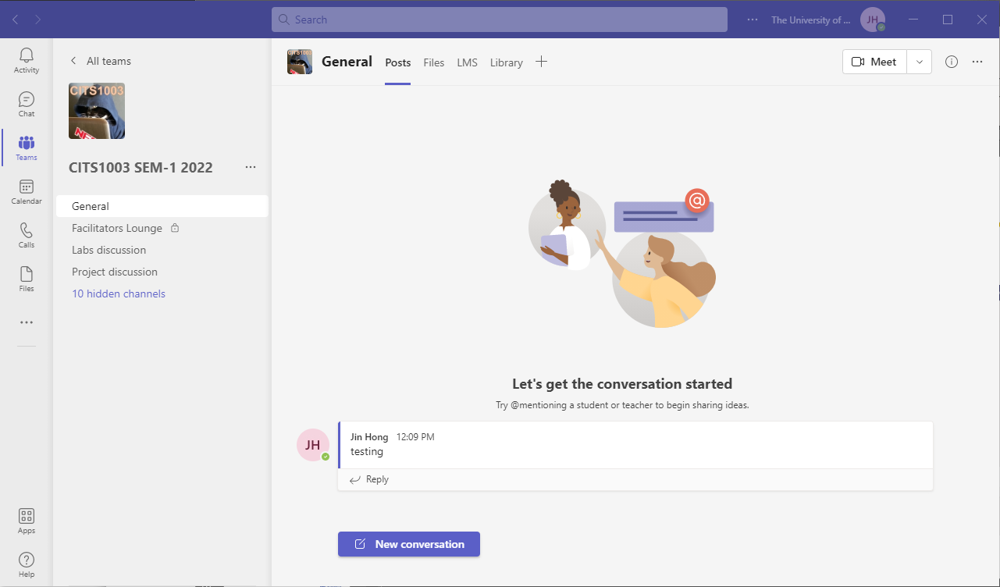 Search
The University of ...
JH
Activity
Chat
Teams
Calendar
Calls
Files
Apps
Help
All teams
CITS1003
CITS1003 SEM-1 2022
General
Facilitators Lounge
Labs discussion
Project discussion
10 hidden channels
General Posts Files LMS Library
Meet
@
Let's get the conversation started
Try @mentioning a student or teacher to begin sharing ideas.
JH
Jin Hong 12:09 PM
testing
Reply
New conversation